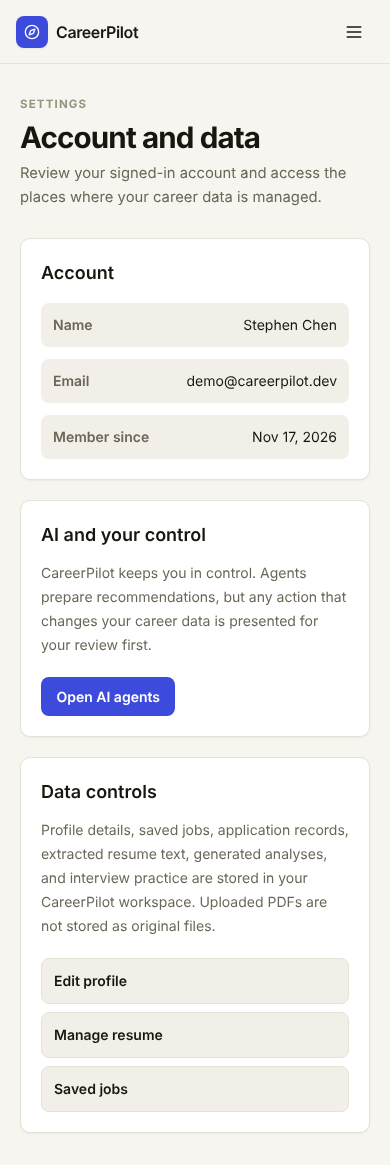 CareerPilot
SETTINGS
Account and data
Review your signed-in account and access the
places where your career data is managed.
Account
Name Stephen Chen
Email demo@careerpilot.dev
Member since Nov 17, 2026
AI and your control
CareerPilot keeps you in control. Agents
prepare recommendations, but any action that
changes your career data is presented for
your review first.
Open AI agents
Data controls
Profile details, saved jobs, application records,
extracted resume text, generated analyses,
and interview practice are stored in your
CareerPilot workspace. Uploaded PDFs are
not stored as original files.
Edit profile
Manage resume
Saved jobs